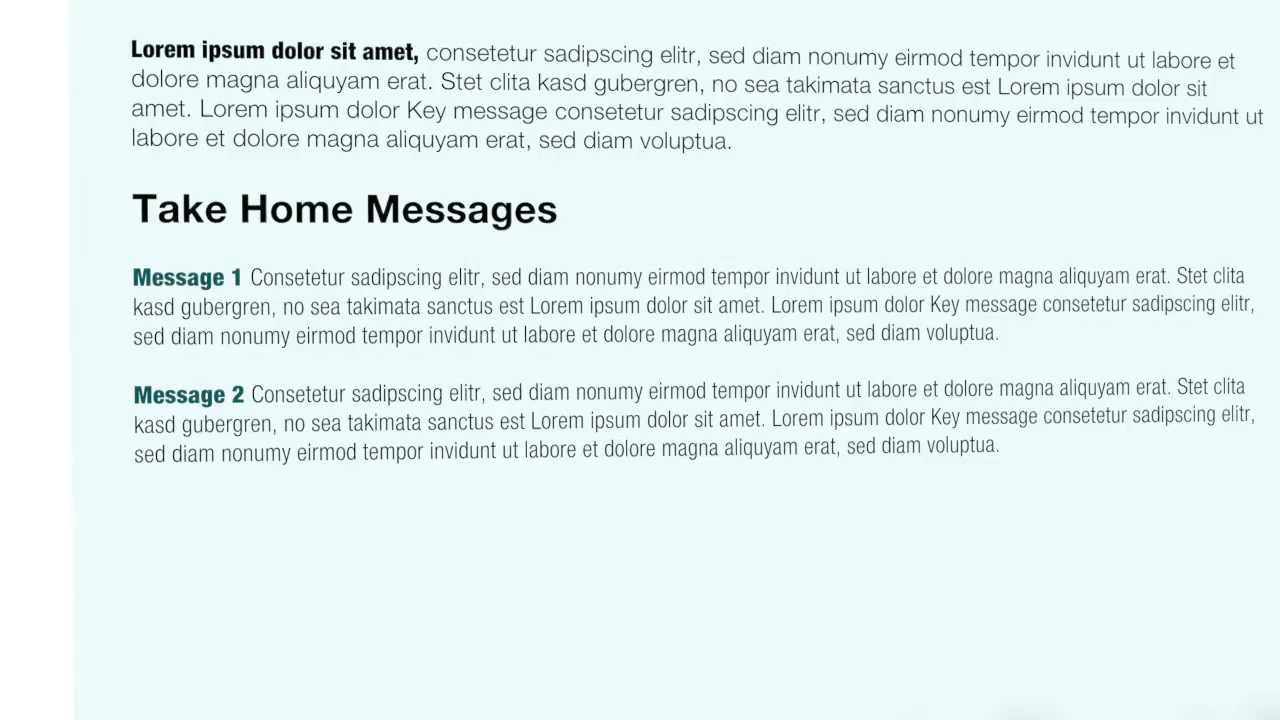 Lorem ipsum dolor sit amet, consetetur sadipscing elitr, sed diam nonumy eirmod tempor invidunt ut labore et
dolore magna aliquyam erat. Stet clita kasd gubergren, no sea takimata sanctus est Lorem ipsum dolor sit
amet. Lorem ipsum dolor Key message consetetur sadipscing elitr, sed diam nonumy eirmod tempor invidunt ut
labore et dolore magna aliquyam erat, sed diam voluptua.
Take Home Messages
Message 1 Consetetur sadipscing elitr, sed diam nonumy eirmod tempor invidunt ut labore et dolore magna aliquyam erat. Stet clita
kasd gubergren, no sea takimata sanctus est Lorem ipsum dolor sit amet. Lorem ipsum dolor Key message consetetur sadipscing elitr,
sed diam nonumy eirmod tempor invidunt ut labore et dolore magna aliquyam erat, sed diam voluptua.
Message 2 Consetetur sadipscing elitr, sed diam nonumy eirmod tempor invidunt ut labore et dolore magna aliquyam erat. Stet clita
kasd gubergren, no sea takimata sanctus est Lorem ipsum dolor sit amet. Lorem ipsum dolor Key message consetetur sadipscing elitr,
sed diam nonumy eirmod tempor invidunt ut labore et dolore magna aliquyam erat, sed diam voluptua.